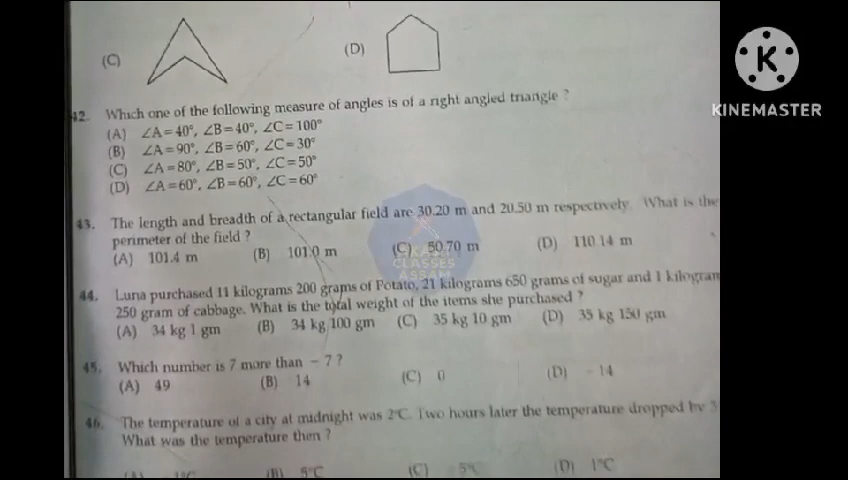 (C)
(D)
42. Which one of the following measure of angles is of a right angled triangle ?
(A) ∠A = 40°, ∠B = 40°, ∠C = 100°
(B) ∠A = 90°, ∠B = 60°, ∠C = 30°
(C) ∠A = 80°, ∠B = 50°, ∠C = 50°
(D) ∠A = 60°, ∠B = 60°, ∠C = 60°
43. The length and breadth of a rectangular field are 30.20 m and 20.50 m respectively. What is the
perimeter of the field ?
(A) 101.4 m (B) 101.0 m (C) 50.70 m (D) 110.14 m
44. Luna purchased 11 kilograms 200 grams of Potato, 21 kilograms 650 grams of sugar and 1 kilogram
250 gram of cabbage. What is the total weight of the items she purchased ?
(A) 34 kg 1 gm (B) 34 kg 100 gm (C) 35 kg 10 gm (D) 35 kg 150 gm
45. Which number is 7 more than − 7 ?
(A) 49 (B) 14 (C) 0 (D) − 14
46. The temperature of a city at midnight was 2°C. Two hours later the temperature dropped by
What was the temperature then ?
(B) 5°C (C) − 5°C (D) 1°C
CLASSES
ASSAM
K
KINEMASTER